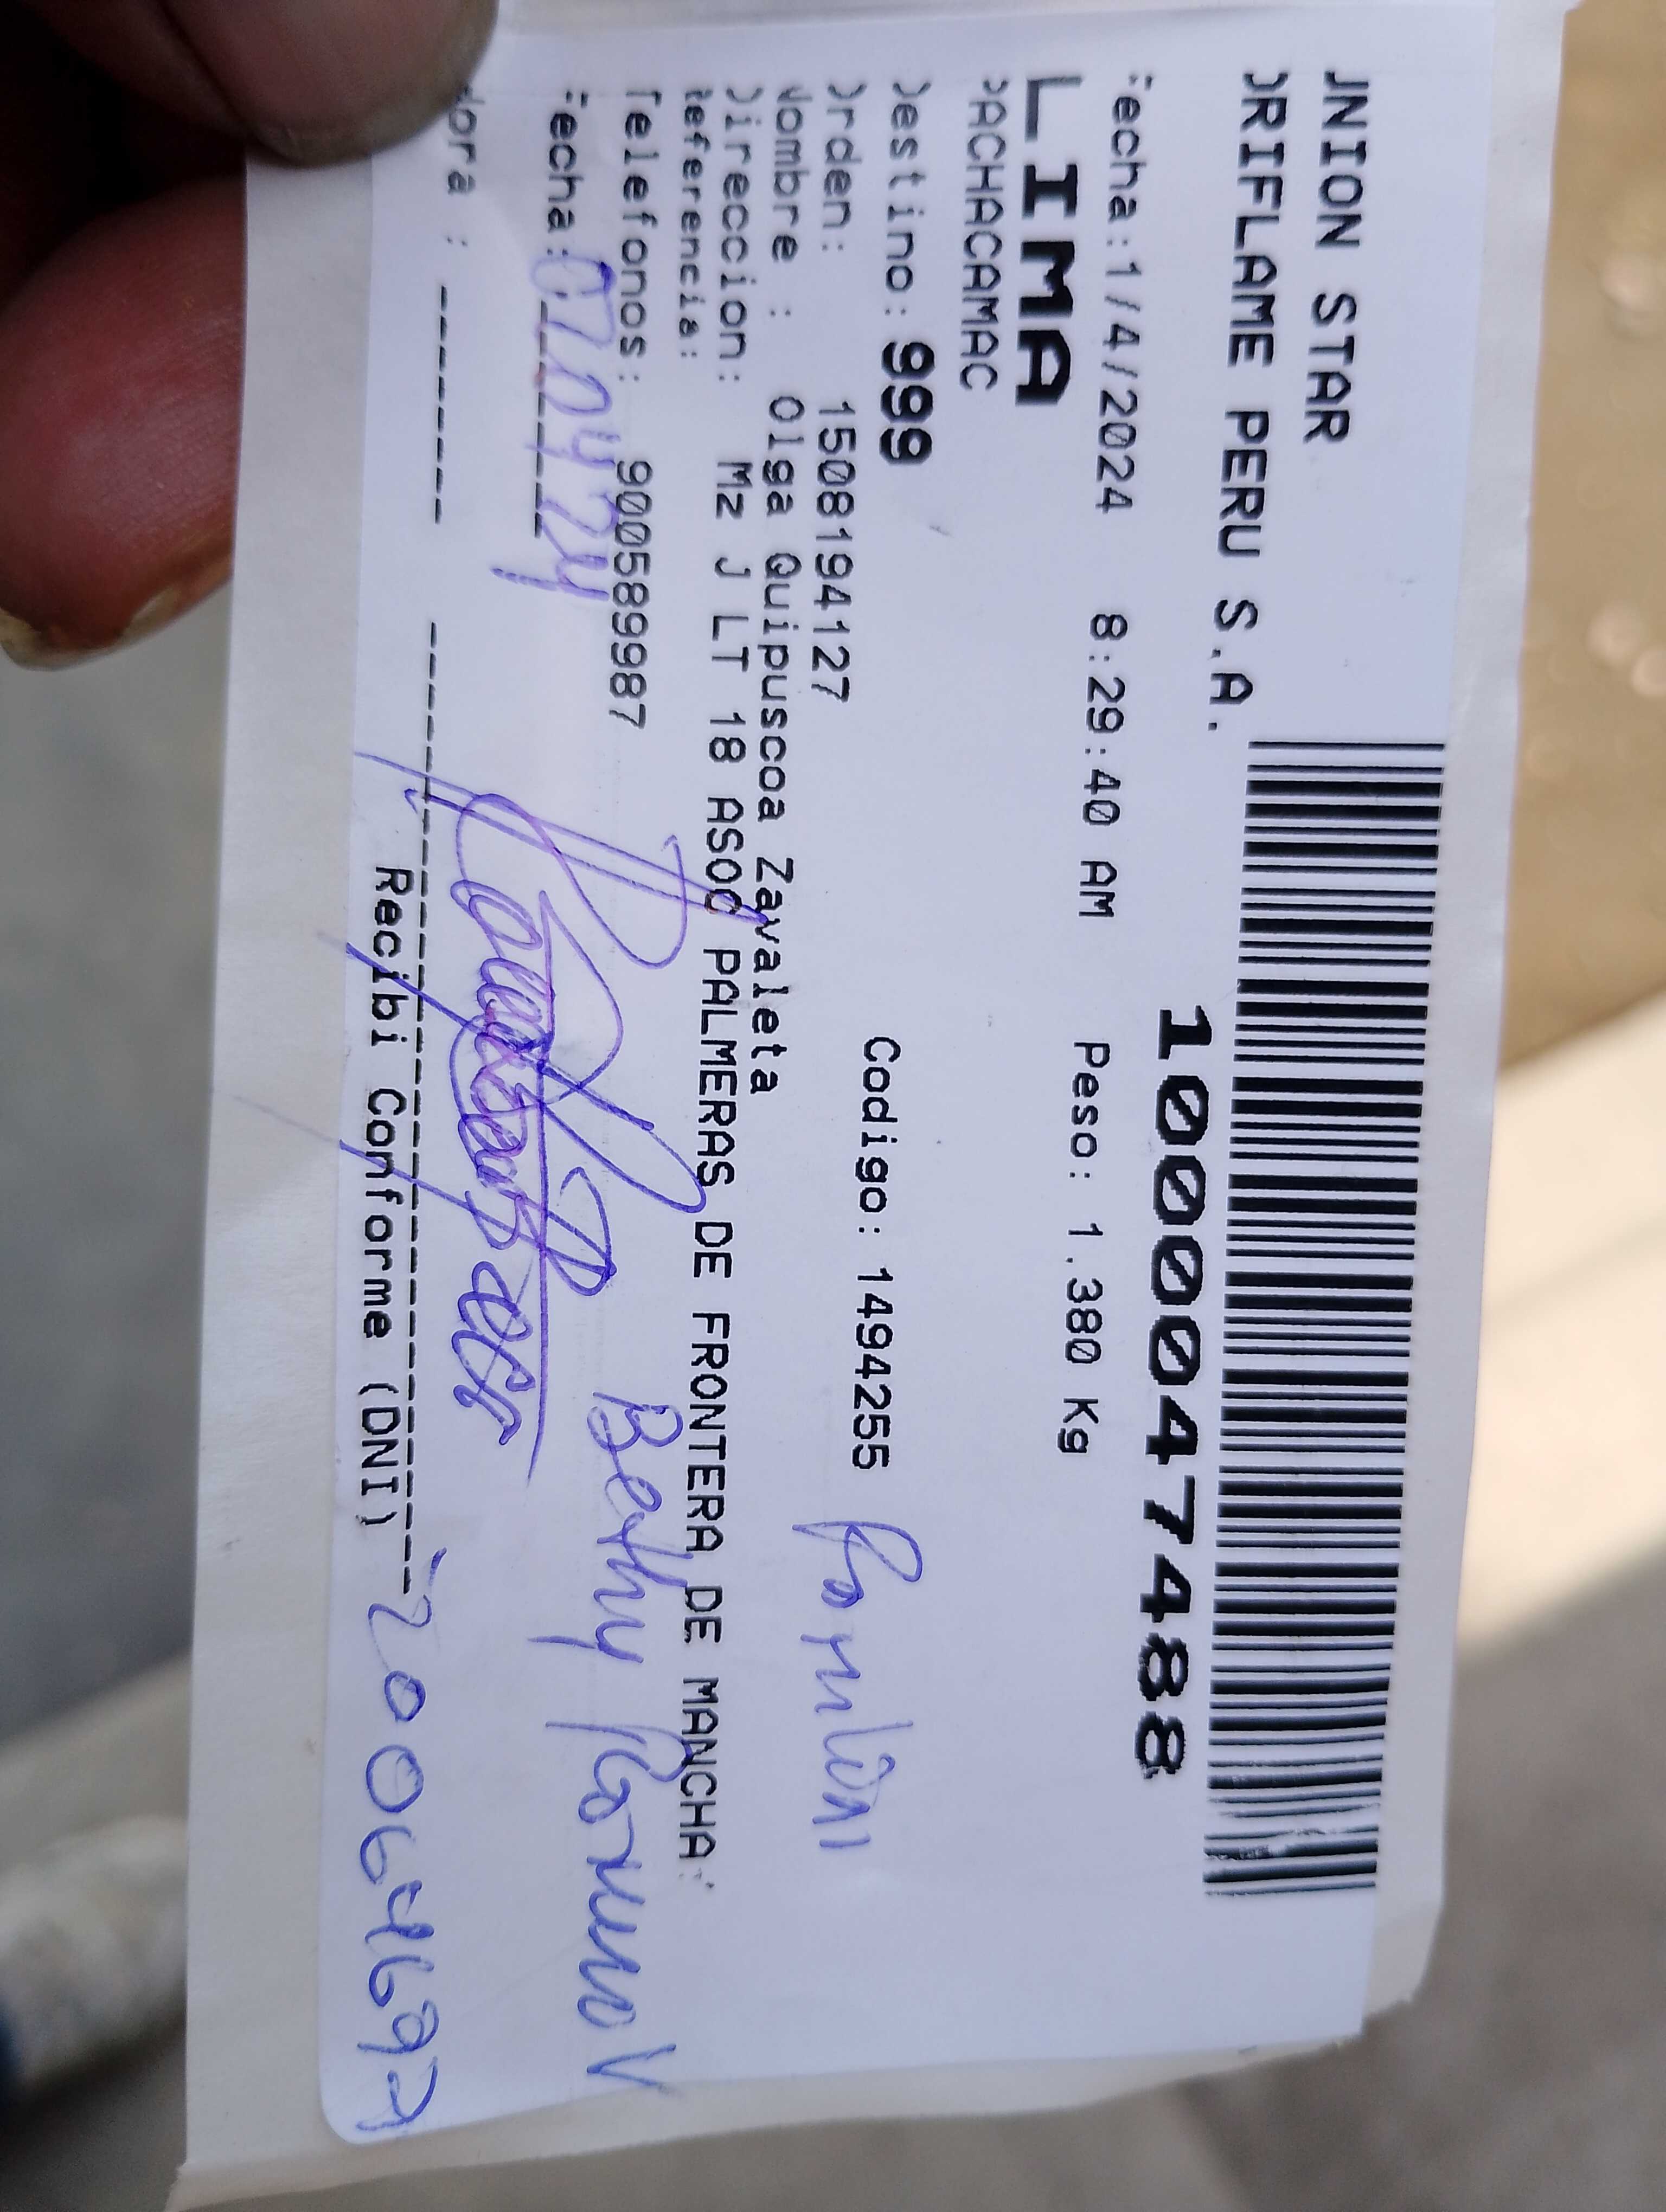 UNION STAR
ORIFLAME PERU S.A.
10000047488
Fecha:1/4/2024 8:29:40 AM Peso: 1.380 Kg
LIMA
PACHACAMAC
Destino: 999 Codigo: 1494255
Orden: 1508194127
Nombre : Olga Quipuscoa Zavaleta
Direccion: Mz J LT 18 ASOC PALMERAS DE FRONTERA DE MANCHA
Referencia:
Telefonos: 900589987
Bethy
Fecha:
Hora :
Recibi Conforme (DNI)